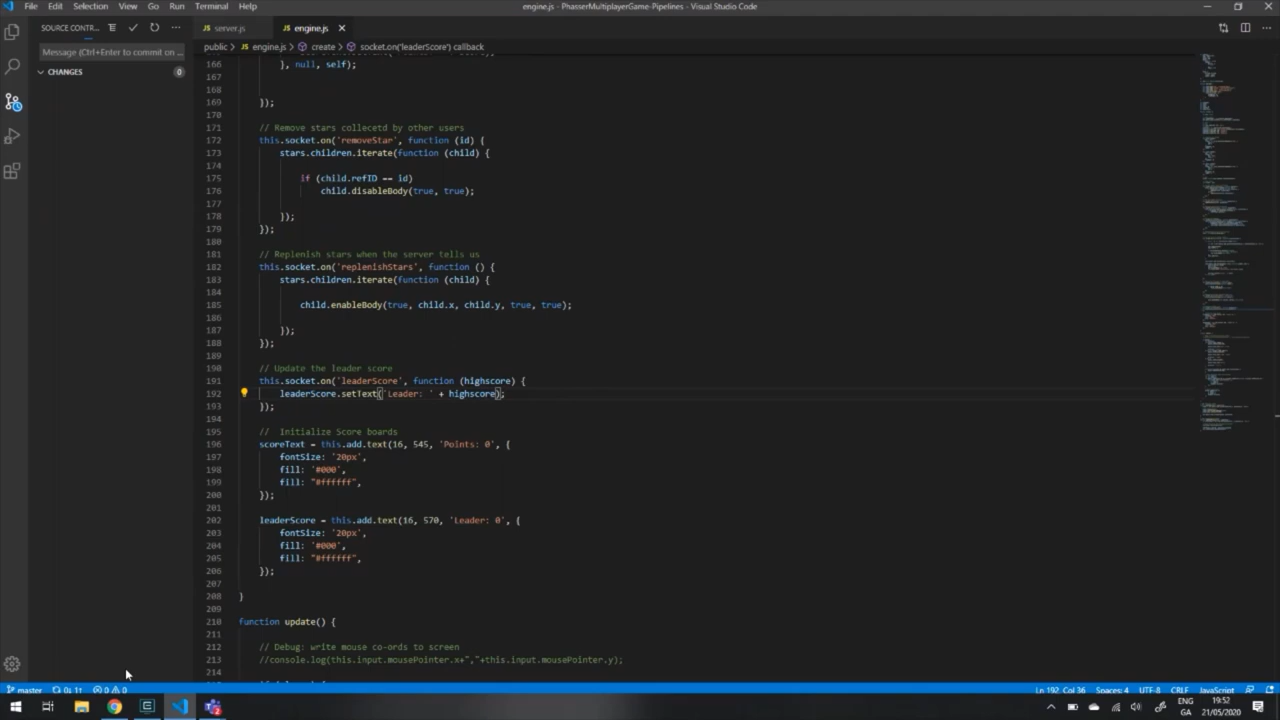 File Edit Selection View Go Run Terminal Help
engine.js - PhasserMultiplayerGame-Pipelines - Visual Studio Code
SOURCE CONTR...
Message (Ctrl+Enter to commit on ...
CHANGES 0
JS server.js
JS engine.js
public > JS engine.js > create > socket.on('leaderScore') callback
166 }, null, self);
167
168
169 });
170
171 // Remove stars collecetd by other users
172 this.socket.on('removeStar', function (id) {
173 stars.children.iterate(function (child) {
174
175 if (child.refID == id)
176 child.disableBody(true, true);
177
178 });
179 });
180
181 // Replenish stars when the server tells us
182 this.socket.on('replenishStars', function () {
183 stars.children.iterate(function (child) {
184
185 child.enableBody(true, child.x, child.y, true, true);
186
187 });
188 });
189
190 // Update the leader score
191 this.socket.on('leaderScore', function (highscore) {
192 leaderScore.setText('Leader: ' + highscore);
193 });
194
195 //  Initialize Score boards
196 scoreText = this.add.text(16, 545, 'Points: 0', {
197 fontSize: '20px',
198 fill: '#000',
199 fill: "#ffffff",
200 });
201
202 leaderScore = this.add.text(16, 570, 'Leader: 0', {
203 fontSize: '20px',
204 fill: '#000',
205 fill: "#ffffff",
206 });
207
208 }
209
210 function update() {
211
212 // Debug: write mouse co-ords to screen
213 //console.log(this.input.mousePointer.x+","+this.input.mousePointer.y);
214
master 0↓ 1↑ 0 0
Ln 192, Col 36 Spaces: 4 UTF-8 CRLF JavaScript
ENG
GA
19:52
21/05/2020